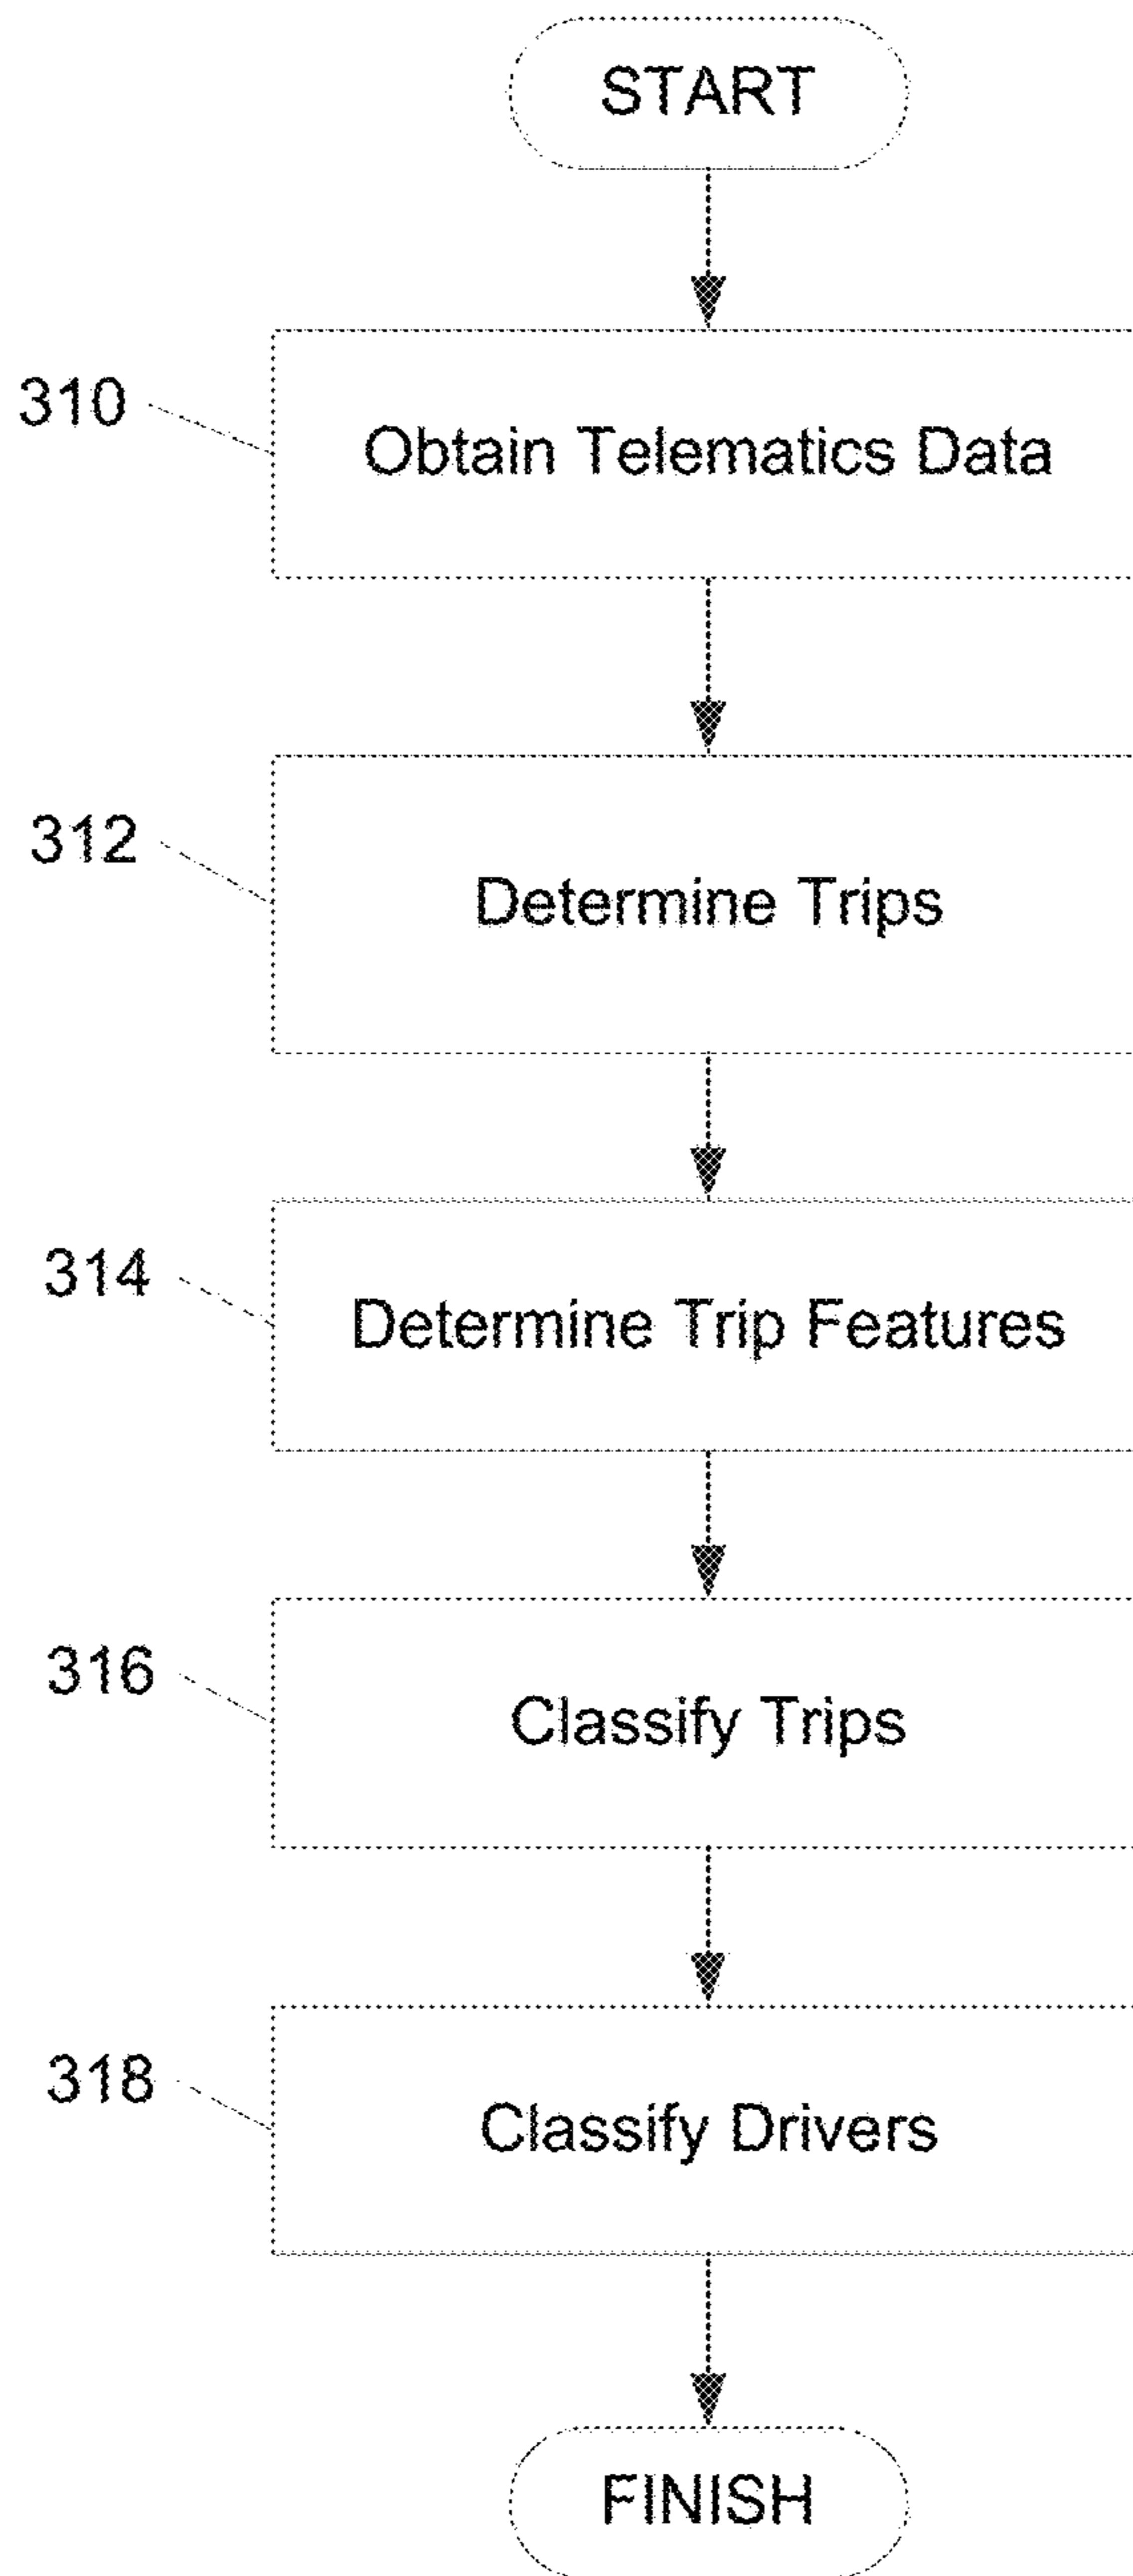 START
310
Obtain Telematics Data
312
Determine Trips
314
Determine Trip Features
316
Classify Trips
318
Classify Drivers
FINISH